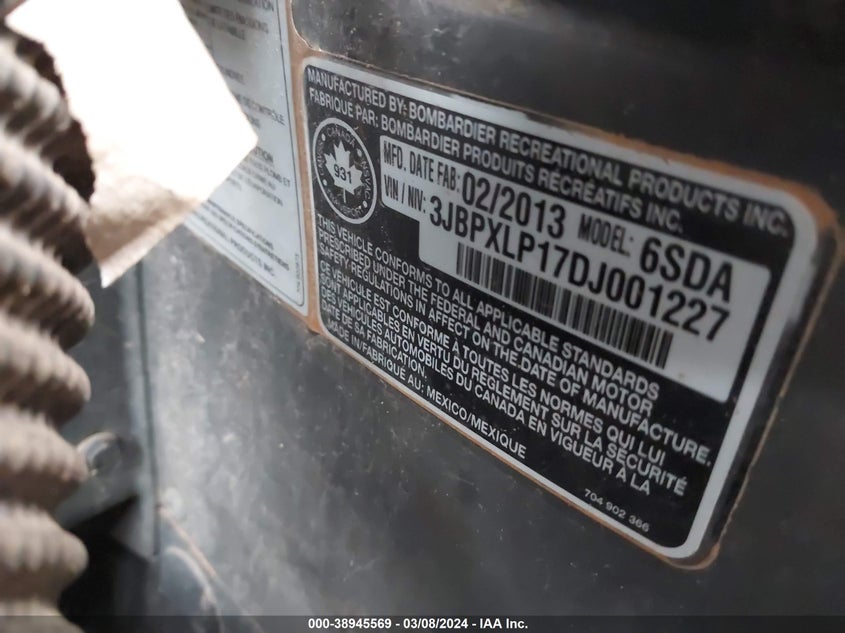 MANUFACTURED BY: BOMBARDIER RECREATIONAL PRODUCTS INC.
FABRIQUE PAR: BOMBARDIER PRODUITS RÉCRÉATIFS INC.
CANADA
931
MFD. DATE FAB: 02/2013 MODEL: 6SDA
VIN / NIV: 3JBPXLP17DJ001227
THIS VEHICLE CONFORMS TO ALL APPLICABLE STANDARDS
PRESCRIBED UNDER THE FEDERAL AND CANADIAN MOTOR
SAFETY REGULATIONS IN AFFECT ON THE DATE OF MANUFACTURE.
CE VÉHICULE EST CONFORME À TOUTES LES NORMES QUI LUI
SONT APPLICABLES EN VERTU DU RÈGLEMENT SUR LA SÉCURITÉ
DES VÉHICULES AUTOMOBILES DU CANADA EN VIGUEUR À LA
DATE DE SA FABRICATION.
MADE IN/FABRIQUÉ AU: MEXICO/MEXIQUE
704 902 366
000-38945569 - 03/08/2024 - IAA Inc.